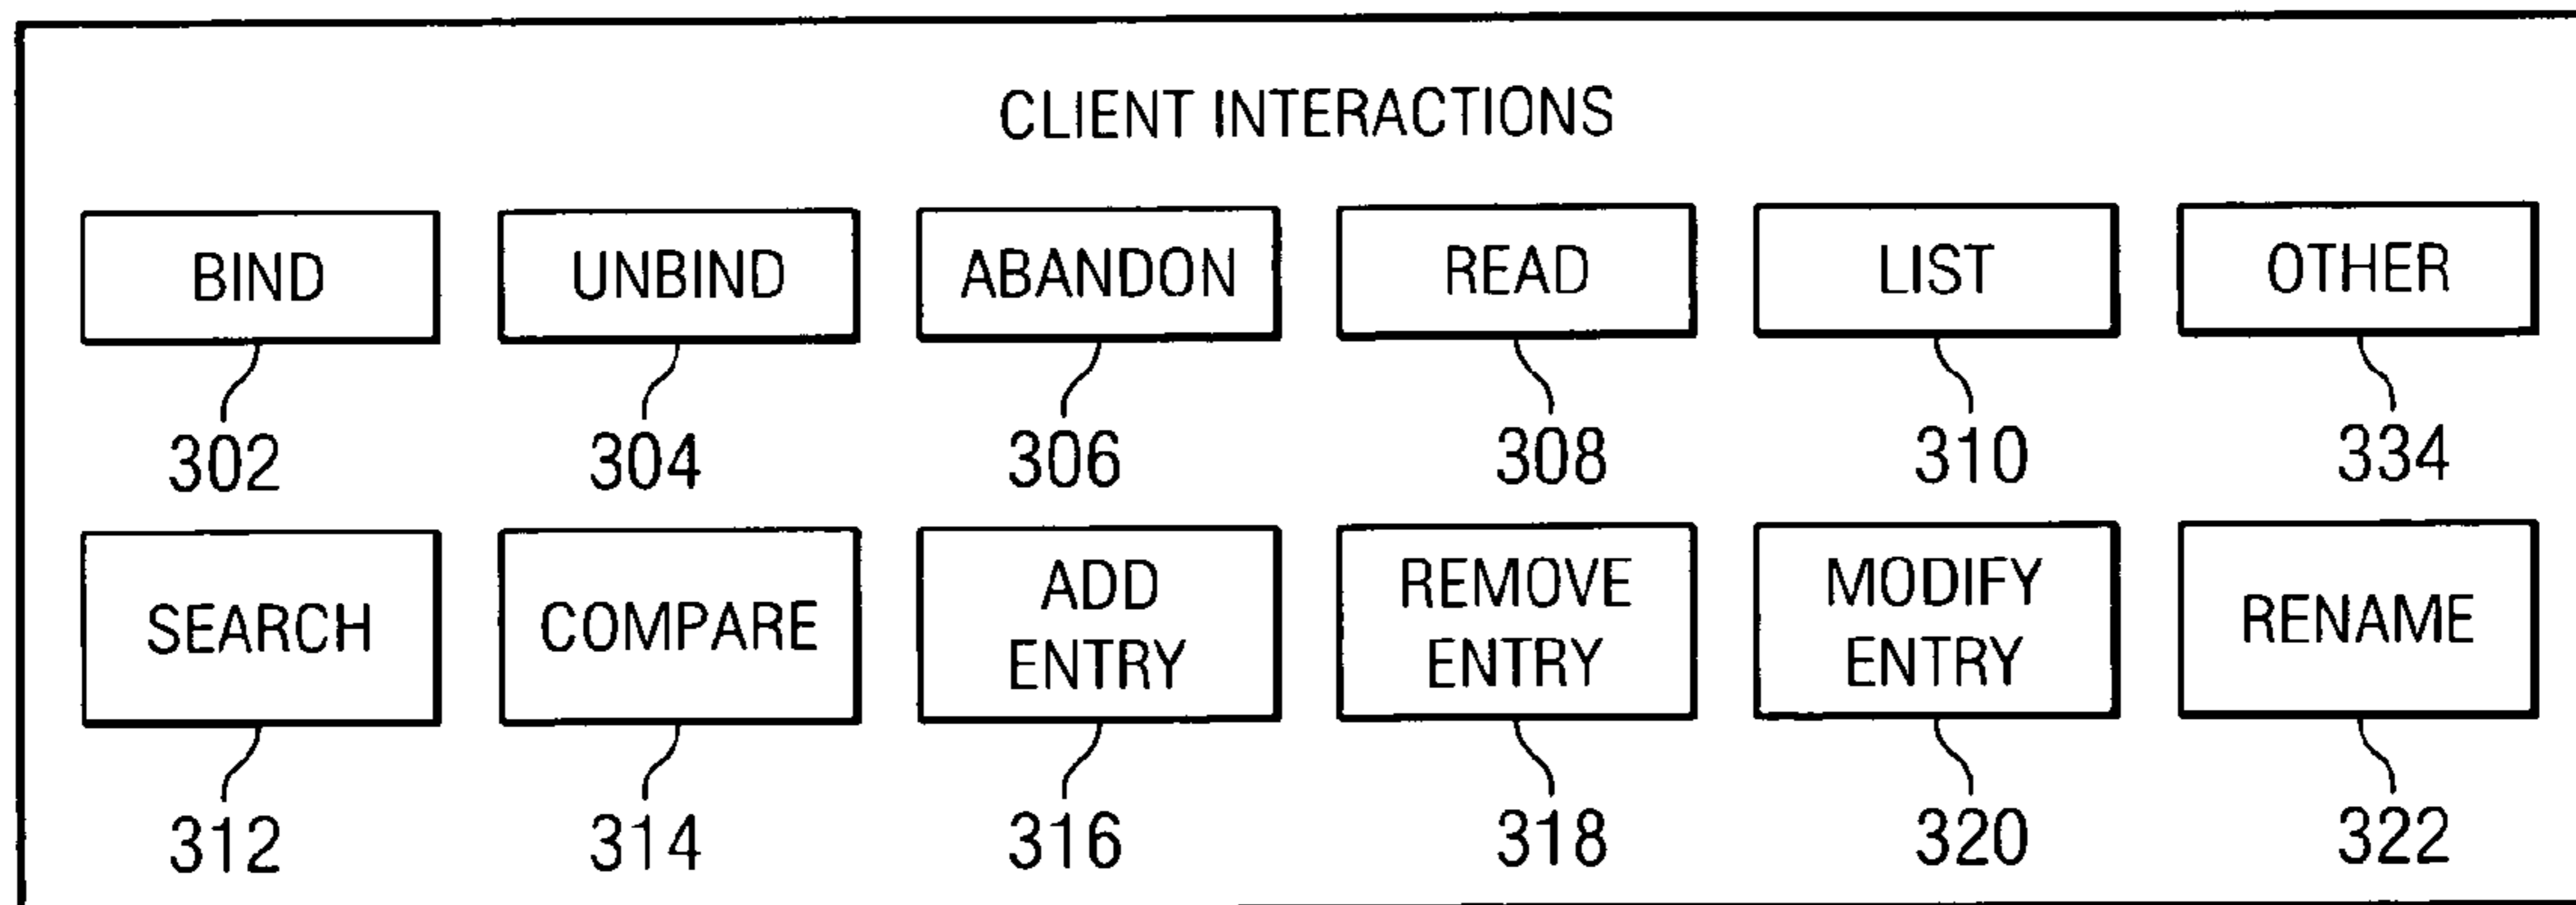 CLIENT INTERACTIONS
BIND
UNBIND
ABANDON
READ
LIST
OTHER
302
304
306
308
310
334
SEARCH
COMPARE
ADD
ENTRY
REMOVE
ENTRY
MODIFY
ENTRY
RENAME
312
314
316
318
320
322